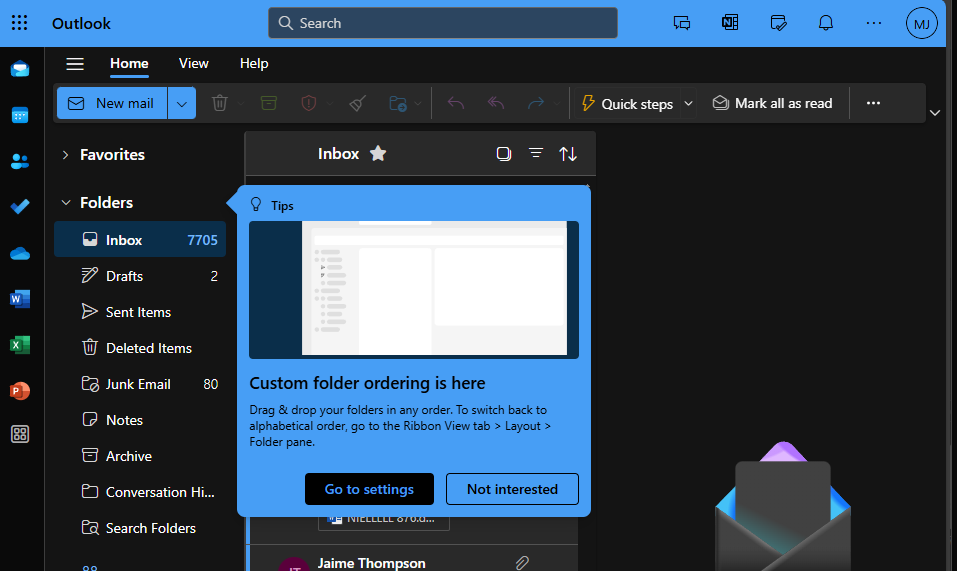 Outlook
Search
MJ
Home View Help
New mail
Quick steps
Mark all as read
Favorites
Folders
Inbox 7705
Drafts 2
Sent Items
Deleted Items
Junk Email 80
Notes
Archive
Conversation Hi...
Search Folders
Inbox
Tips
Custom folder ordering is here
Drag & drop your folders in any order. To switch back to
alphabetical order, go to the Ribbon View tab > Layout >
Folder pane.
Go to settings
Not interested
Jaime Thompson